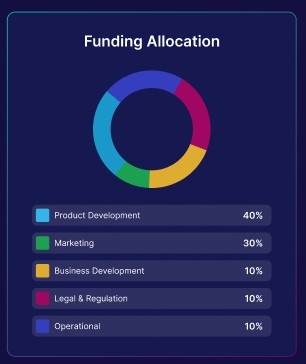 Funding Allocation
Product Development 40%
Marketing 30%
Business Development 10%
Legal & Regulation 10%
Operational 10%